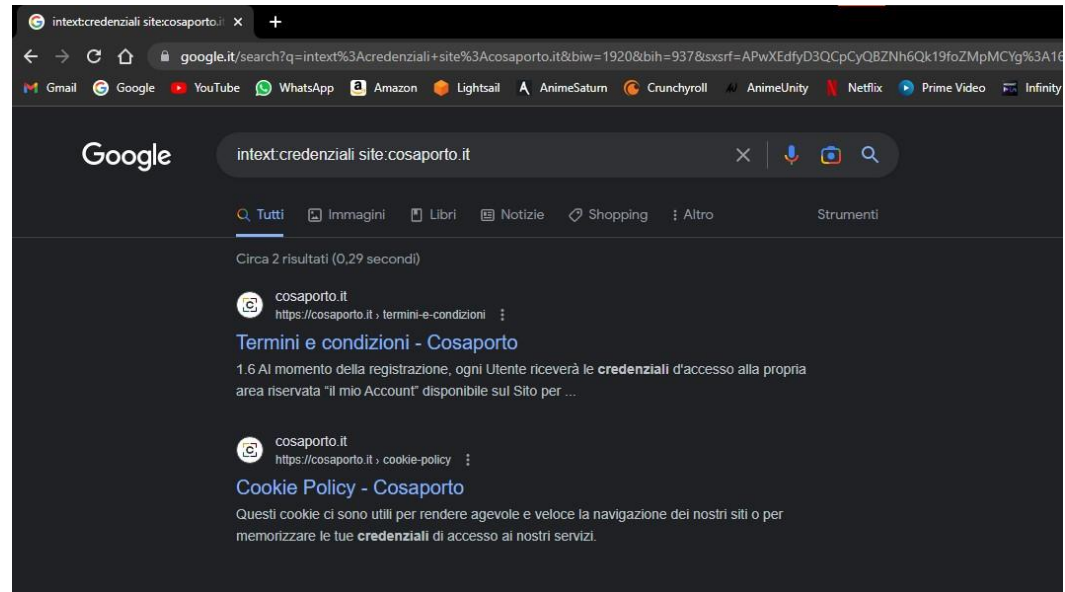 intext:credenziali site:cosaporto.it
google.it/search?q=intext%3Acredenziali+site%3Acosaporto.it&biw=1920&bih=937&sxsrf=APwXEdfyD3QCpCyQBZNh6Qk19foZMpMCYg%3A16
Gmail Google YouTube WhatsApp Amazon Lightsail AnimeSaturn Crunchyroll AnimeUnity Netflix Prime Video Infinity
Google
intext:credenziali site:cosaporto.it
Tutti Immagini Libri Notizie Shopping Altro Strumenti
Circa 2 risultati (0,29 secondi)
cosaporto.it
https://cosaporto.it › termini-e-condizioni
Termini e condizioni - Cosaporto
1.6 Al momento della registrazione, ogni Utente riceverà le credenziali d'accesso alla propria
area riservata "il mio Account" disponibile sul Sito per ...
cosaporto.it
https://cosaporto.it › cookie-policy
Cookie Policy - Cosaporto
Questi cookie ci sono utili per rendere agevole e veloce la navigazione dei nostri siti o per
memorizzare le tue credenziali di accesso ai nostri servizi.